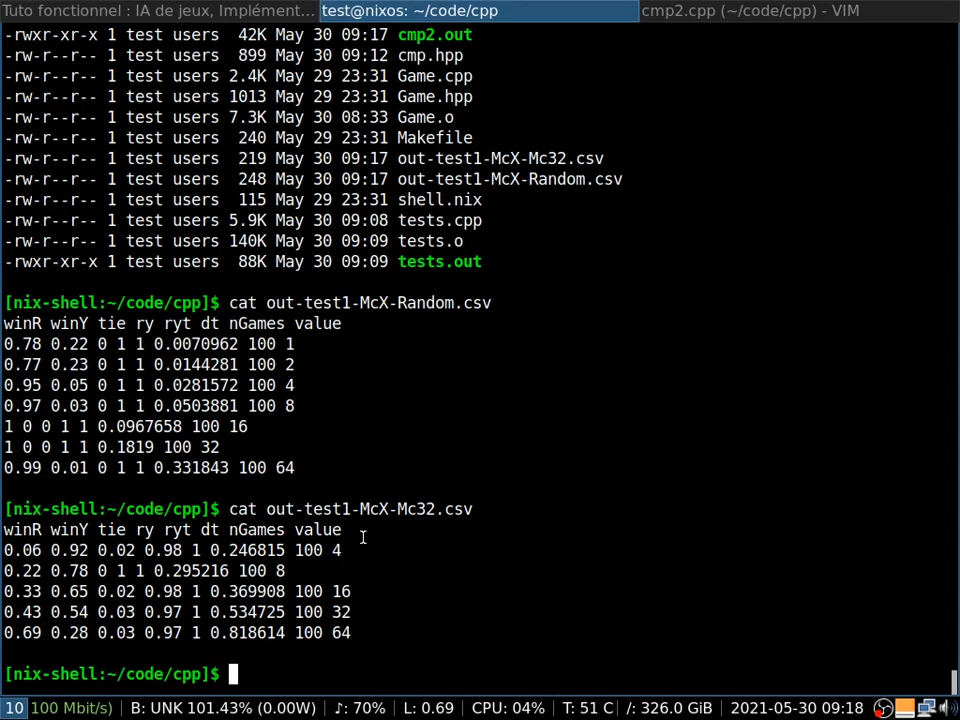 Tuto fonctionnel : IA de jeux, Implément... test@nixos: ~/code/cpp cmp2.cpp (~/code/cpp) - VIM
-rwxr-xr-x 1 test users 42K May 30 09:17 cmp2.out
-rw-r--r-- 1 test users 899 May 30 09:12 cmp.hpp
-rw-r--r-- 1 test users 2.4K May 29 23:31 Game.cpp
-rw-r--r-- 1 test users 1013 May 29 23:31 Game.hpp
-rw-r--r-- 1 test users 7.3K May 30 08:33 Game.o
-rw-r--r-- 1 test users 240 May 29 23:31 Makefile
-rw-r--r-- 1 test users 219 May 30 09:17 out-test1-McX-Mc32.csv
-rw-r--r-- 1 test users 248 May 30 09:17 out-test1-McX-Random.csv
-rw-r--r-- 1 test users 115 May 29 23:31 shell.nix
-rw-r--r-- 1 test users 5.9K May 30 09:08 tests.cpp
-rw-r--r-- 1 test users 140K May 30 09:09 tests.o
-rwxr-xr-x 1 test users 88K May 30 09:09 tests.out
[nix-shell:~/code/cpp]$ cat out-test1-McX-Random.csv
winR winY tie ry ryt dt nGames value
0.78 0.22 0 1 1 0.0070962 100 1
0.77 0.23 0 1 1 0.0144281 100 2
0.95 0.05 0 1 1 0.0281572 100 4
0.97 0.03 0 1 1 0.0503881 100 8
1 0 0 1 1 0.0967658 100 16
1 0 0 1 1 0.1819 100 32
0.99 0.01 0 1 1 0.331843 100 64
[nix-shell:~/code/cpp]$ cat out-test1-McX-Mc32.csv
winR winY tie ry ryt dt nGames value
0.06 0.92 0.02 0.98 1 0.246815 100 4
0.22 0.78 0 1 1 0.295216 100 8
0.33 0.65 0.02 0.98 1 0.369908 100 16
0.43 0.54 0.03 0.97 1 0.534725 100 32
0.69 0.28 0.03 0.97 1 0.818614 100 64
[nix-shell:~/code/cpp]$
10 100 Mbit/s) | B: UNK 101.43% (0.00W) | ♪: 70% | L: 0.69 | CPU: 04% | T: 51 C | /: 326.0 GiB | 2021-05-30 09:18